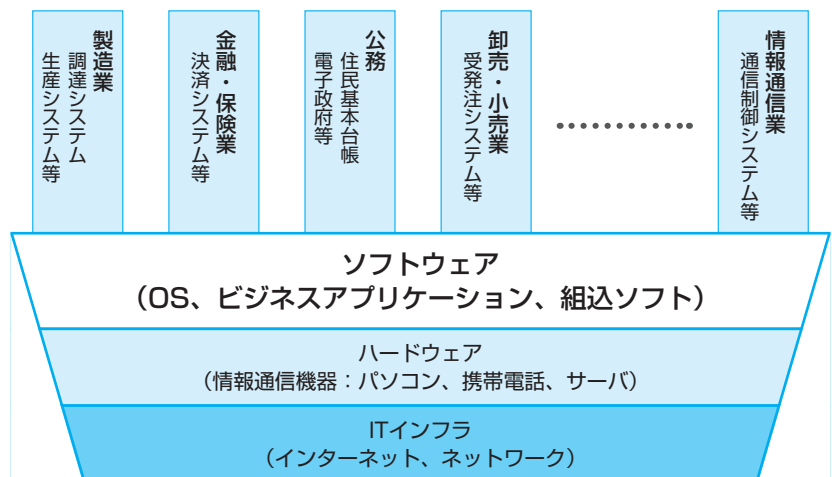 製造業
調達システム
生産システム等
金融・保険業
決済システム等
公務
住民基本台帳
電子政府等
卸売・小売業
受発注システム等
…………
情報通信業
通信制御システム等
ソフトウェア
（OS、ビジネスアプリケーション、組込ソフト）
ハードウェア
（情報通信機器：パソコン、携帯電話、サーバ）
ITインフラ
（インターネット、ネットワーク）